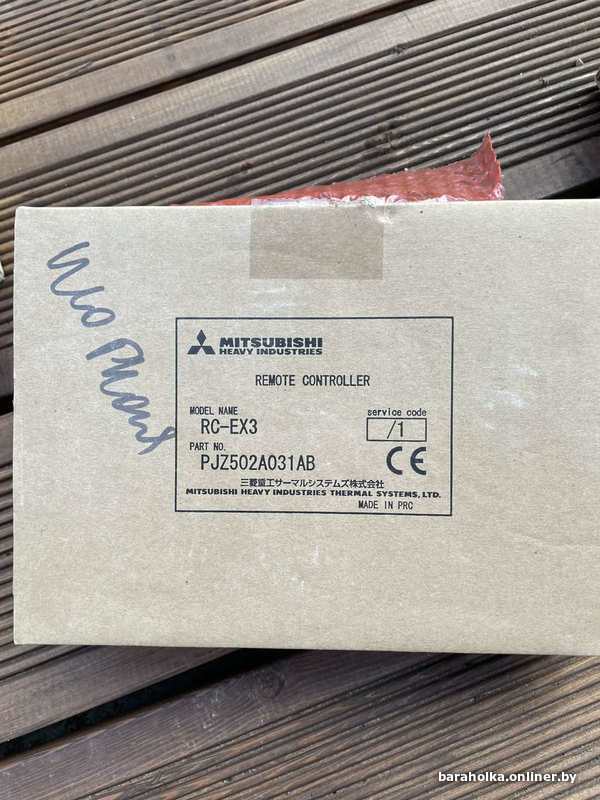 MITSUBISHI
HEAVY INDUSTRIES
REMOTE CONTROLLER
MODEL NAME
RC-EX3
service code
/1
PART NO.
PJZ502A031AB
CE
三菱重工サーマルシステムズ株式会社
MITSUBISHI HEAVY INDUSTRIES THERMAL SYSTEMS, LTD.
MADE IN PRC
baraholka.onliner.by